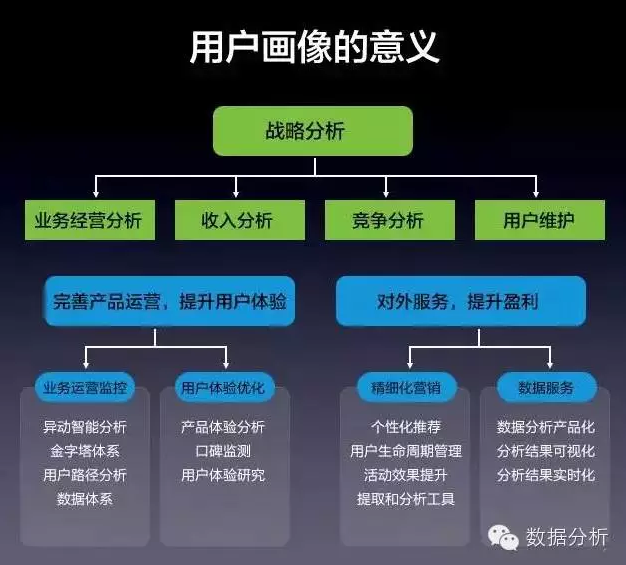 用户画像的意义
战略分析
业务经营分析
收入分析
竞争分析
用户维护
完善产品运营，提升用户体验
对外服务，提升盈利
业务运营监控
异动智能分析
金字塔体系
用户路径分析
数据体系
用户体验优化
产品体验分析
口碑监测
用户体验研究
精细化营销
个性化推荐
用户生命周期管理
活动效果提升
提取和分析工具
数据服务
数据分析产品化
分析结果可视化
分析结果实时化
数据分析